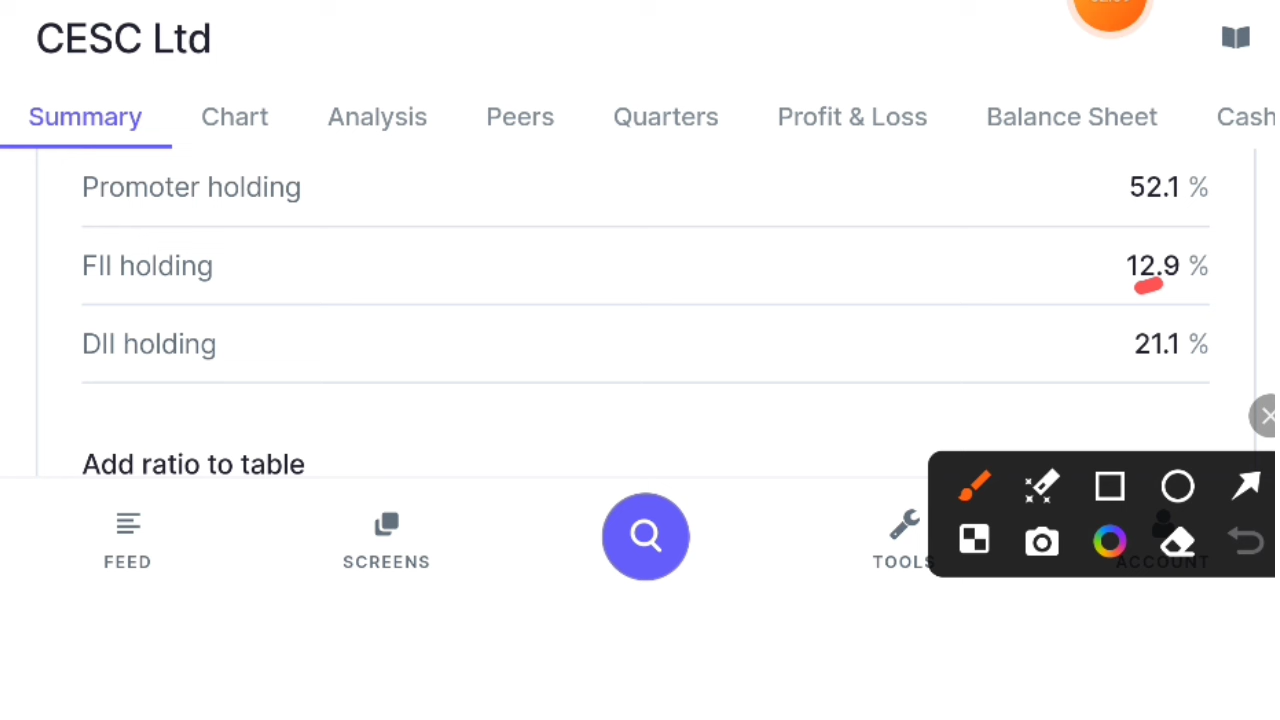 CESC Ltd
Summary Chart Analysis Peers Quarters Profit & Loss Balance Sheet Cash
Promoter holding 52.1 %
FII holding 12.9 %
DII holding 21.1 %
Add ratio to table
FEED SCREENS TOOLS ACCOUNT